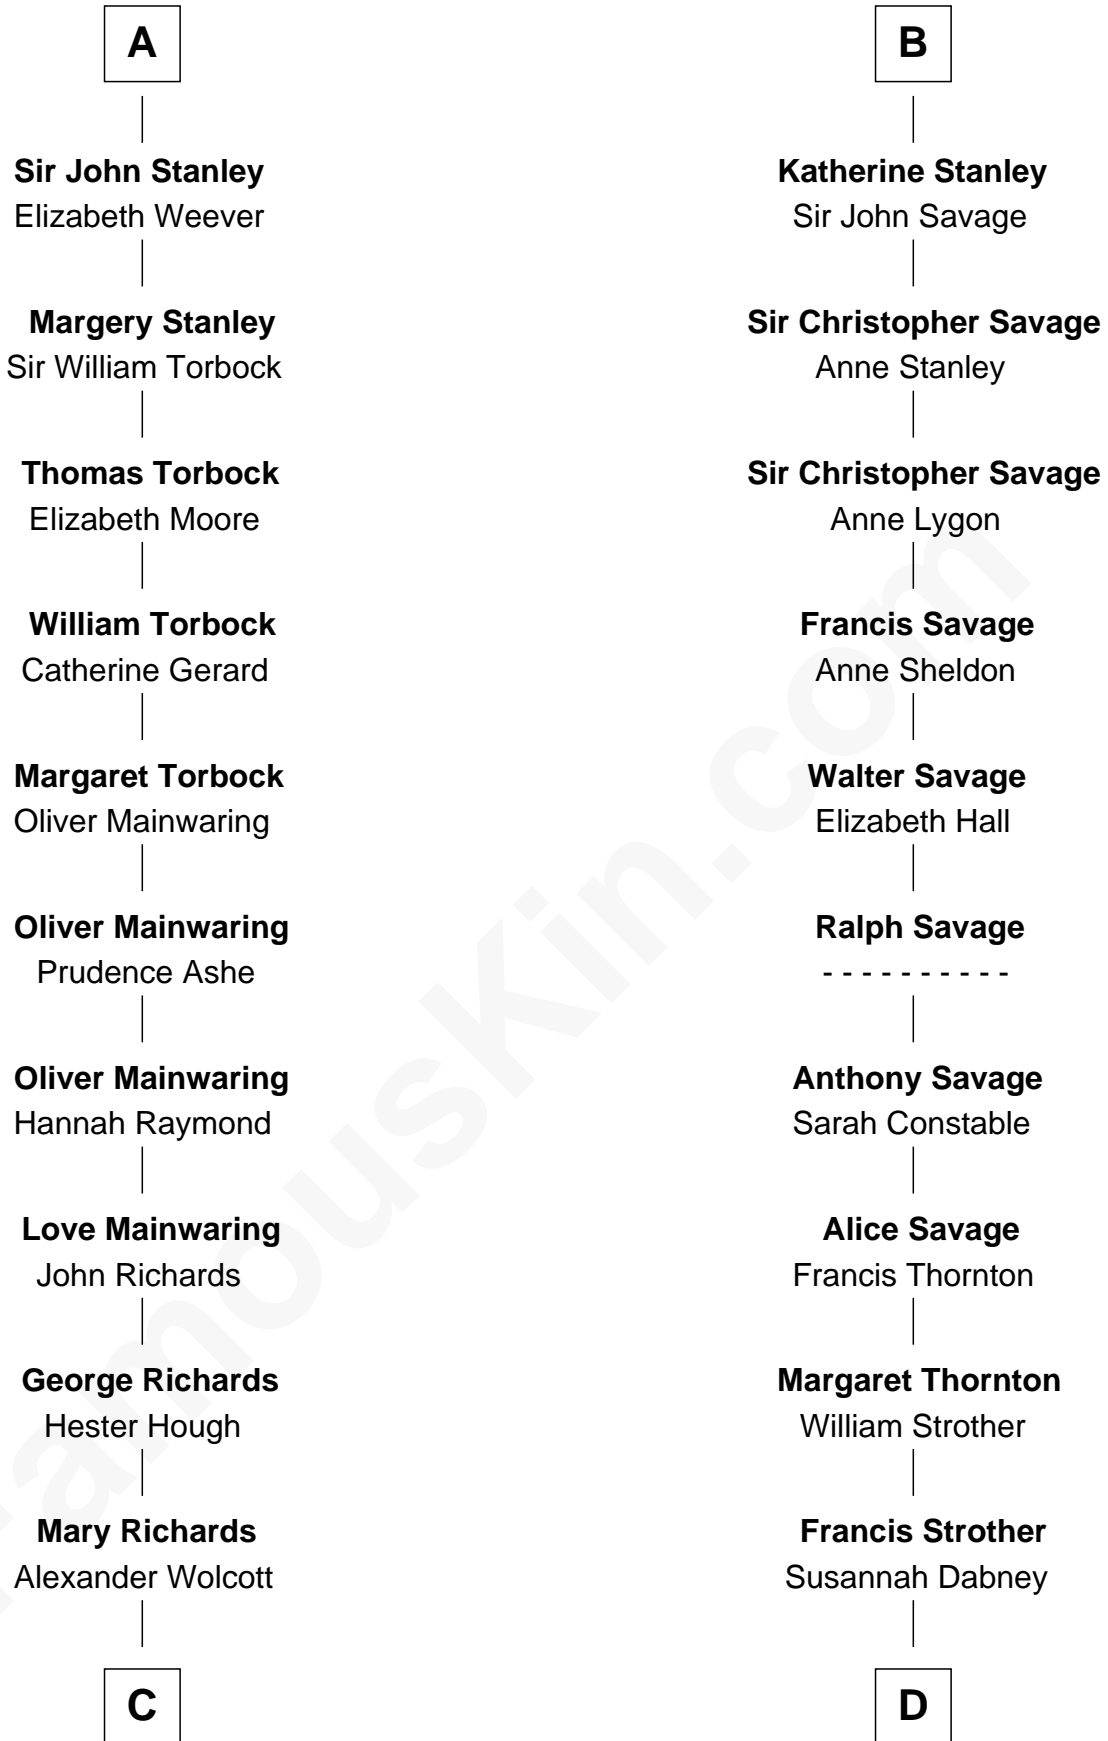 A
Sir John Stanley
Elizabeth Weever
Margery Stanley
Sir William Torbock
Thomas Torbock
Elizabeth Moore
William Torbock
Catherine Gerard
Margaret Torbock
Oliver Mainwaring
Oliver Mainwaring
Prudence Ashe
Oliver Mainwaring
Hannah Raymond
Love Mainwaring
John Richards
George Richards
Hester Hough
Mary Richards
Alexander Wolcott
C
B
Katherine Stanley
Sir John Savage
Sir Christopher Savage
Anne Stanley
Sir Christopher Savage
Anne Lygon
Francis Savage
Anne Sheldon
Walter Savage
Elizabeth Hall
Ralph Savage
- - - - - - - - - -
Anthony Savage
Sarah Constable
Alice Savage
Francis Thornton
Margaret Thornton
William Strother
Francis Strother
Susannah Dabney
D
FamousKin.com